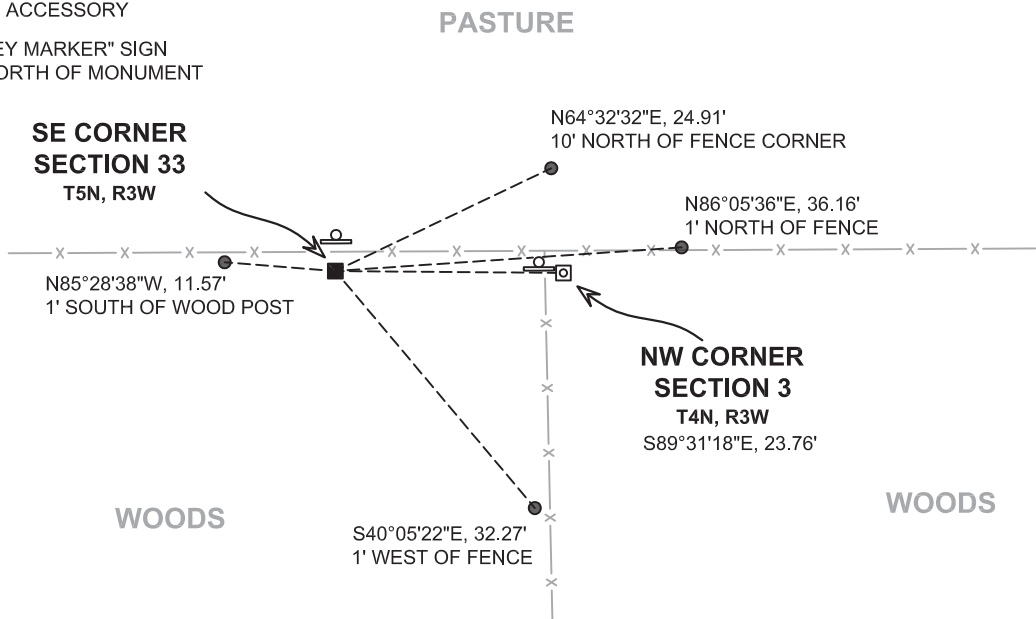 ACCESSORY
PASTURE
EY MARKER" SIGN
ORTH OF MONUMENT
N64°32'32"E, 24.91'
10' NORTH OF FENCE CORNER
SE CORNER
SECTION 33
T5N, R3W
N86°05'36"E, 36.16'
1' NORTH OF FENCE
N85°28'38"W, 11.57'
1' SOUTH OF WOOD POST
NW CORNER
SECTION 3
T4N, R3W
S89°31'18"E, 23.76'
WOODS
WOODS
S40°05'22"E, 32.27'
1' WEST OF FENCE